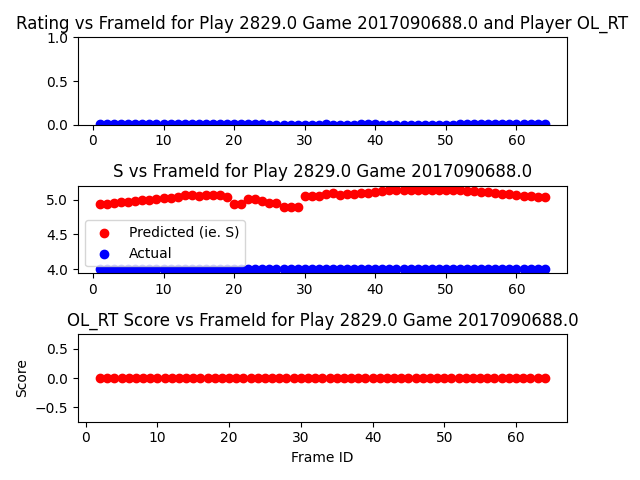 Rating vs FrameId for Play 2829.0 Game 2017090688.0 and Player OL_RT
1.0
0.5
0.0
0 10 20 30 40 50 60
S vs FrameId for Play 2829.0 Game 2017090688.0
5.0
4.5
4.0
Predicted (ie. S)
Actual
0 10 20 30 40 50 60
OL_RT Score vs FrameId for Play 2829.0 Game 2017090688.0
Score
0.5
0.0
−0.5
0 10 20 30 40 50 60
Frame ID